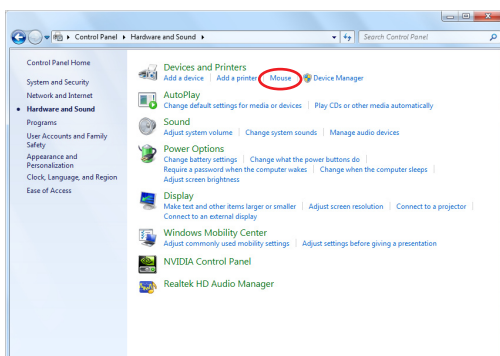 Control Panel Hardware and Sound Search Control Panel
Control Panel Home
System and Security
Network and Internet
Hardware and Sound
Programs
User Accounts and Family
Safety
Appearance and
Personalization
Clock, Language, and Region
Ease of Access
Devices and Printers
Add a device Add a printer Mouse Device Manager
AutoPlay
Change default settings for media or devices Play CDs or other media automatically
Sound
Adjust system volume Change system sounds Manage audio devices
Power Options
Change battery settings Change what the power buttons do
Require a password when the computer wakes Change when the computer sleeps
Adjust screen brightness
Display
Make text and other items larger or smaller Adjust screen resolution Connect to a projector
Connect to an external display
Windows Mobility Center
Adjust commonly used mobility settings Adjust settings before giving a presentation
NVIDIA Control Panel
Realtek HD Audio Manager